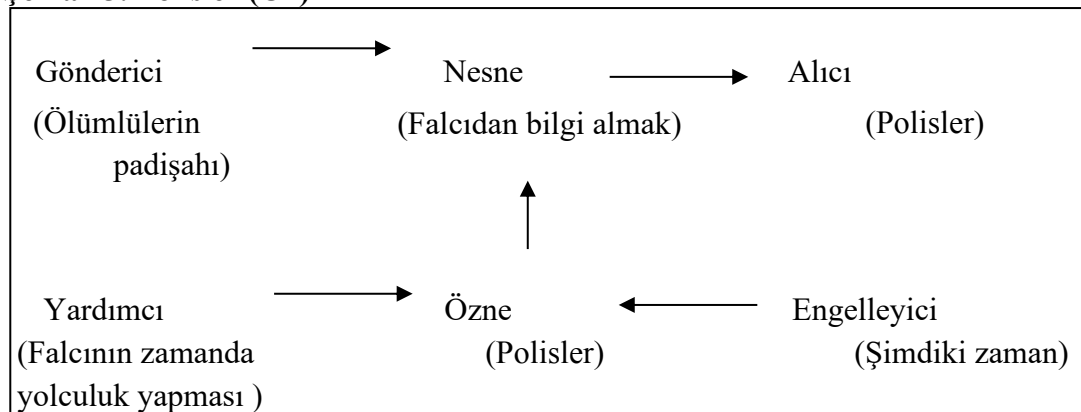 Gönderici Nesne Alıcı
(Ölümlülerin (Falcıdan bilgi almak) (Polisler)
padişahı)
Yardımcı Özne Engelleyici
(Falcının zamanda (Polisler) (Şimdiki zaman)
yolculuk yapması )